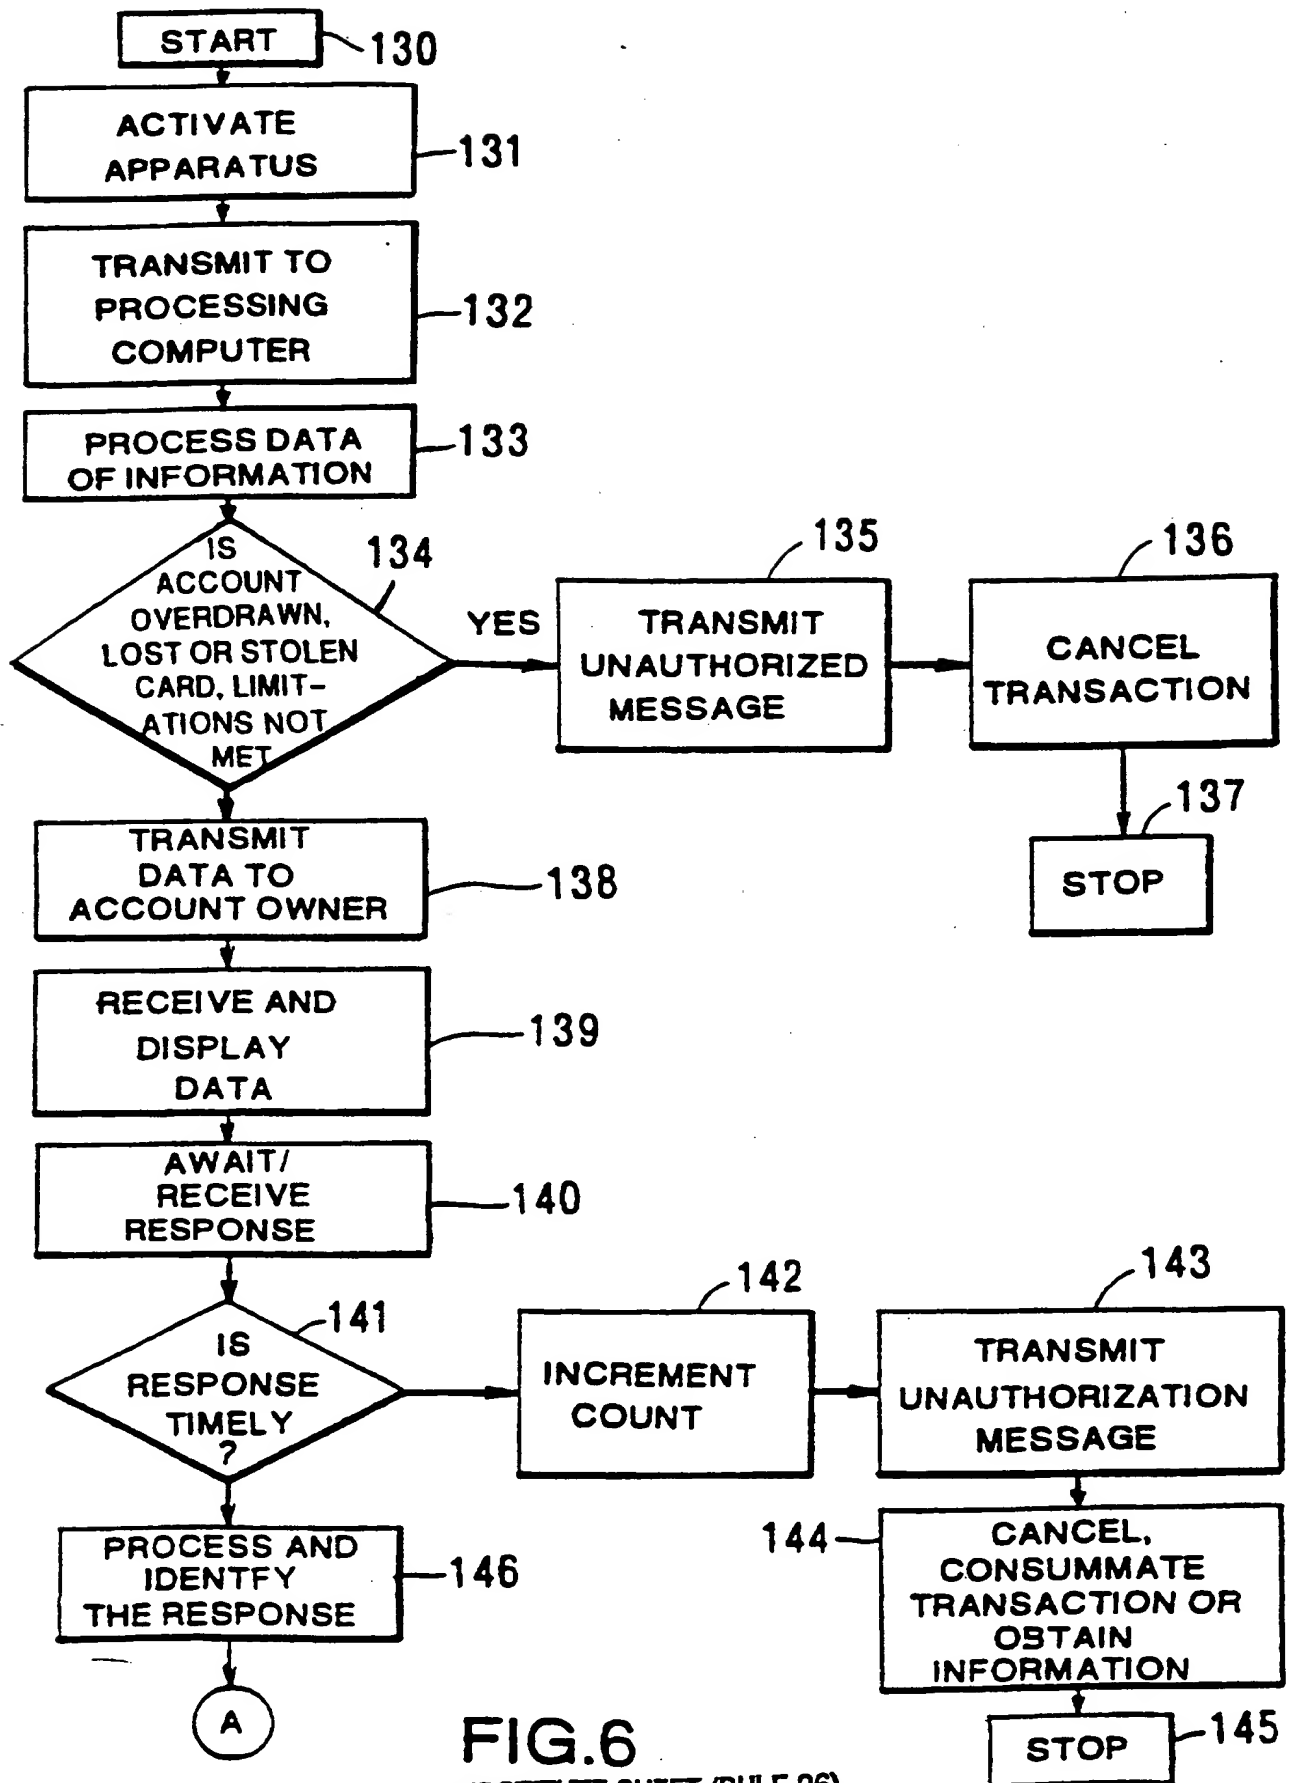 START
130
ACTIVATE
APPARATUS
131
TRANSMIT TO
PROCESSING
COMPUTER
132
PROCESS DATA
OF INFORMATION
133
IS
ACCOUNT
OVERDRAWN,
LOST OR STOLEN
CARD, LIMIT-
ATIONS NOT
MET
134
YES
TRANSMIT
UNAUTHORIZED
MESSAGE
135
CANCEL
TRANSACTION
136
STOP
137
TRANSMIT
DATA TO
ACCOUNT OWNER
138
RECEIVE AND
DISPLAY
DATA
139
AWAIT/
RECEIVE
RESPONSE
140
IS
RESPONSE
TIMELY
?
141
INCREMENT
COUNT
142
TRANSMIT
UNAUTHORIZATION
MESSAGE
143
CANCEL,
CONSUMMATE
TRANSACTION OR
OBTAIN
INFORMATION
144
STOP
145
PROCESS AND
IDENTFY
THE RESPONSE
146
A
FIG.6